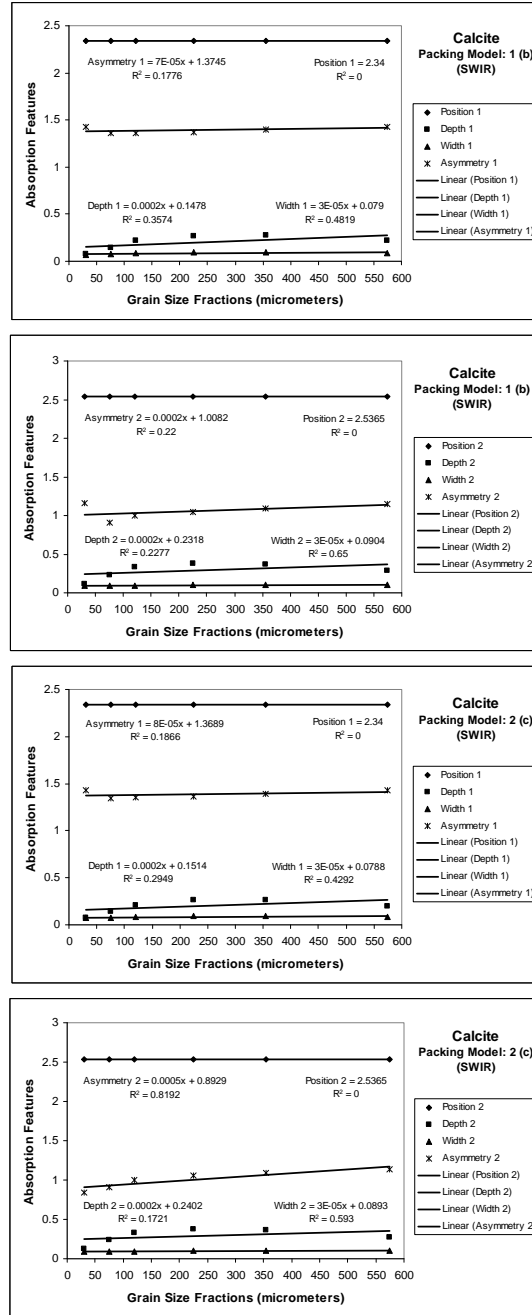 Calcite
Packing Model: 1 (b)
(SWIR)
Absorption Features
2.5
2
1.5
1
0.5
0
Asymmetry 1 = 7E-05x + 1.3745
R² = 0.1776
Position 1 = 2.34
R² = 0
Depth 1 = 0.0002x + 0.1478
R² = 0.3574
Width 1 = 3E-05x + 0.079
R² = 0.4819
0 50 100 150 200 250 300 350 400 450 500 550 600
Grain Size Fractions (micrometers)
Position 1
Depth 1
Width 1
Asymmetry 1
Linear (Position 1)
Linear (Depth 1)
Linear (Width 1)
Linear (Asymmetry 1)
Calcite
Packing Model: 1 (b)
(SWIR)
Absorption Features
3
2.5
2
1.5
1
0.5
0
Asymmetry 2 = 0.0002x + 1.0082
R² = 0.22
Position 2 = 2.5365
R² = 0
Depth 2 = 0.0002x + 0.2318
R² = 0.2277
Width 2 = 3E-05x + 0.0904
R² = 0.65
0 50 100 150 200 250 300 350 400 450 500 550 600
Grain Size Fractions (micrometers)
Position 2
Depth 2
Width 2
Asymmetry 2
Linear (Position 2)
Linear (Depth 2)
Linear (Width 2)
Linear (Asymmetry 2
Calcite
Packing Model: 2 (c)
(SWIR)
Absorption Features
2.5
2
1.5
1
0.5
0
Asymmetry 1 = 8E-05x + 1.3689
R² = 0.1866
Position 1 = 2.34
R² = 0
Depth 1 = 0.0002x + 0.1514
R² = 0.2949
Width 1 = 3E-05x + 0.0788
R² = 0.4292
0 50 100 150 200 250 300 350 400 450 500 550 600
Grain Size Fractions (micrometers)
Position 1
Depth 1
Width 1
Asymmetry 1
Linear (Position 1)
Linear (Depth 1)
Linear (Width 1)
Linear (Asymmetry 1)
Calcite
Packing Model: 2 (c)
(SWIR)
Absorption Features
3
2.5
2
1.5
1
0.5
0
Asymmetry 2 = 0.0005x + 0.8929
R² = 0.8192
Position 2 = 2.5365
R² = 0
Depth 2 = 0.0002x + 0.2402
R² = 0.1721
Width 2 = 3E-05x + 0.0893
R² = 0.593
0 50 100 150 200 250 300 350 400 450 500 550 600
Grain Size Fractions (micrometers)
Position 2
Depth 2
Width 2
Asymmetry 2
Linear (Position 2)
Linear (Depth 2)
Linear (Width 2)
Linear (Asymmetry 2